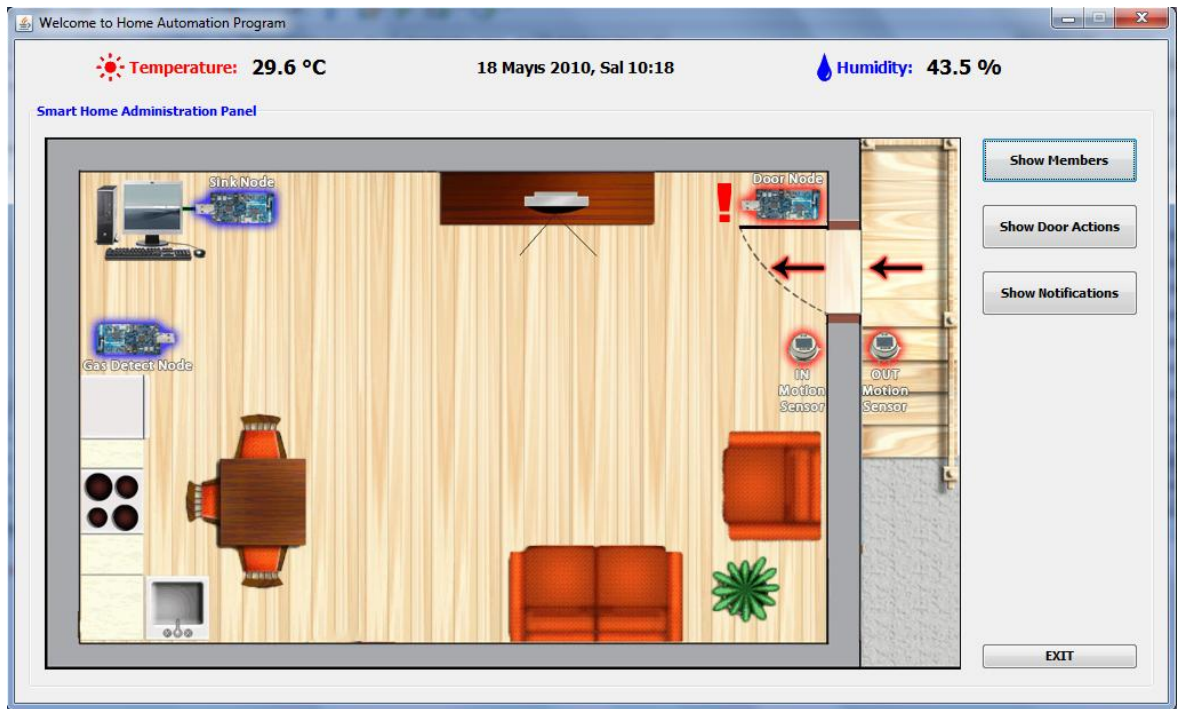 Welcome to Home Automation Program
Temperature: 29.6 °C
18 Mayıs 2010, Sal 10:18
Humidity: 43.5 %
Smart Home Administration Panel
Show Members
Show Door Actions
Show Notifications
Sink Node
Door Node
!
Gas Detect Node
IN
Motion
Sensor
OUT
Motion
Sensor
EXIT